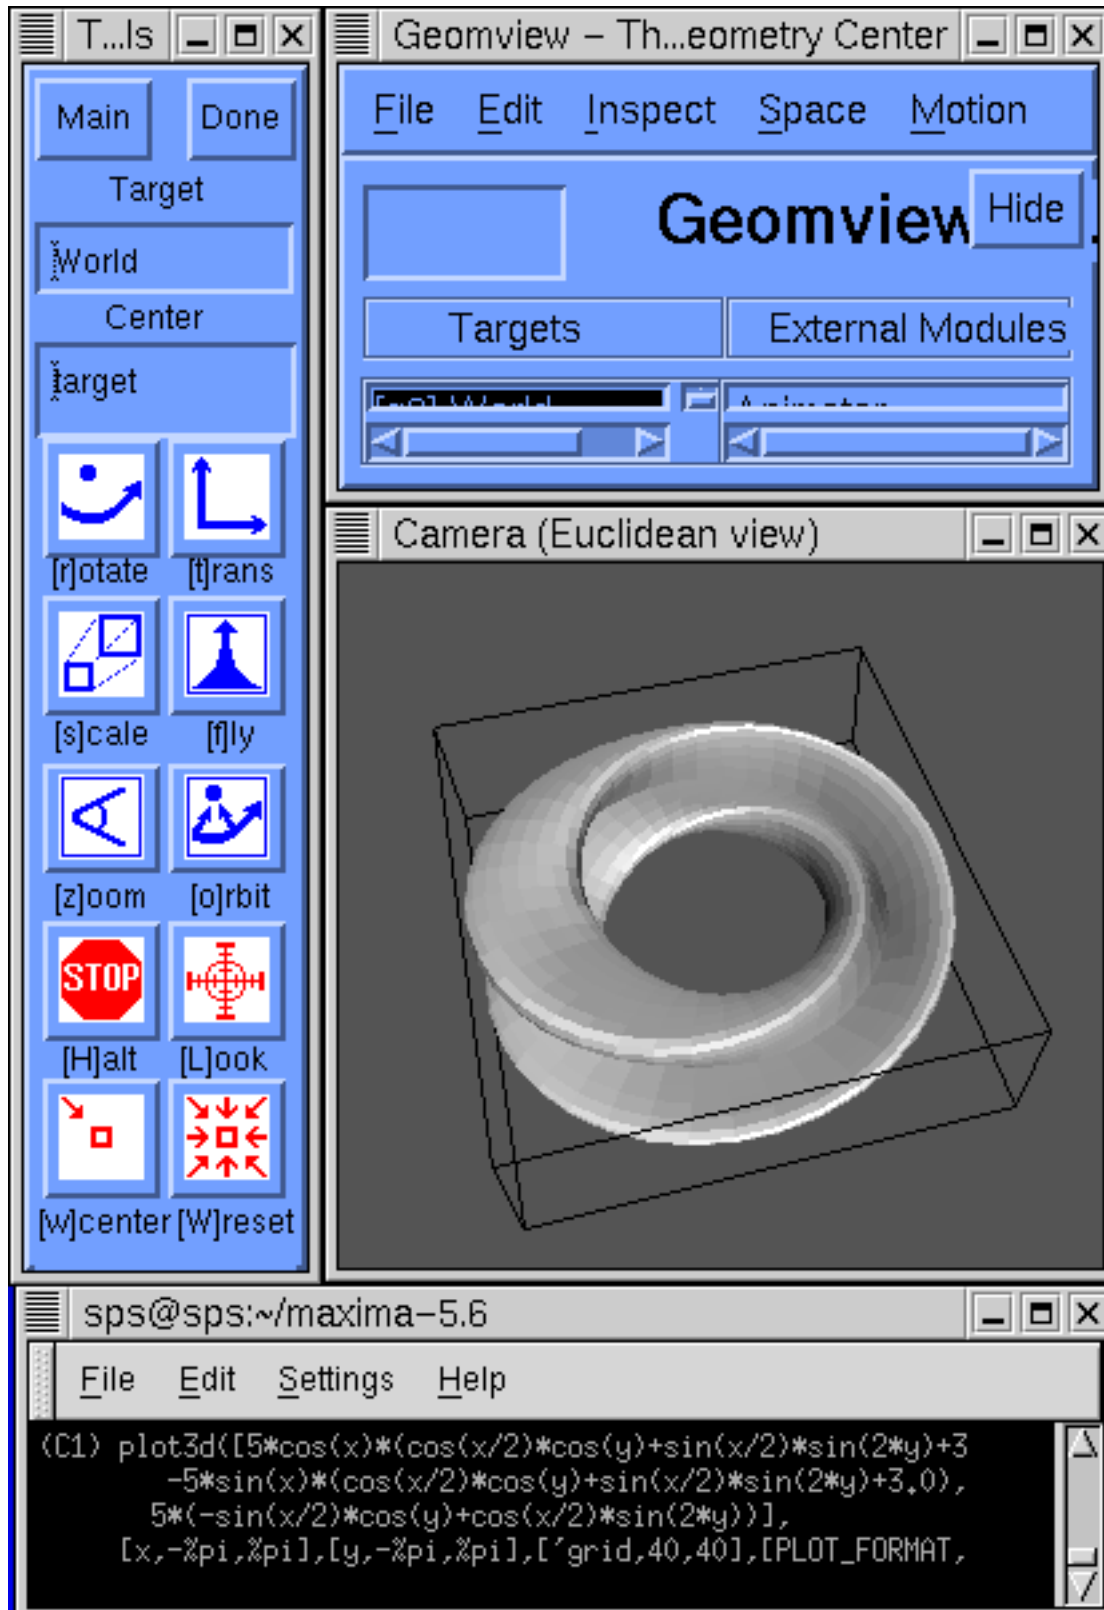 T...ls
Main Done
Target
World
Center
target
[r]otate [t]rans
[s]cale [f]ly
[z]oom [o]rbit
STOP
[H]alt [L]ook
[w]center [W]reset
Geomview – Th...eometry Center
File Edit Inspect Space Motion
Geomview Hide
Targets External Modules
World Animator
Camera (Euclidean view)
sps@sps:~/maxima–5.6
File Edit Settings Help
(C1) plot3d([5*cos(x)*(cos(x/2)*cos(y)+sin(x/2)*sin(2*y)+3
-5*sin(x)*(cos(x/2)*cos(y)+sin(x/2)*sin(2*y)+3.0),
5*(-sin(x/2)*cos(y)+cos(x/2)*sin(2*y))],
[x,-%pi,%pi],[y,-%pi,%pi],['grid,40,40],[PLOT_FORMAT,